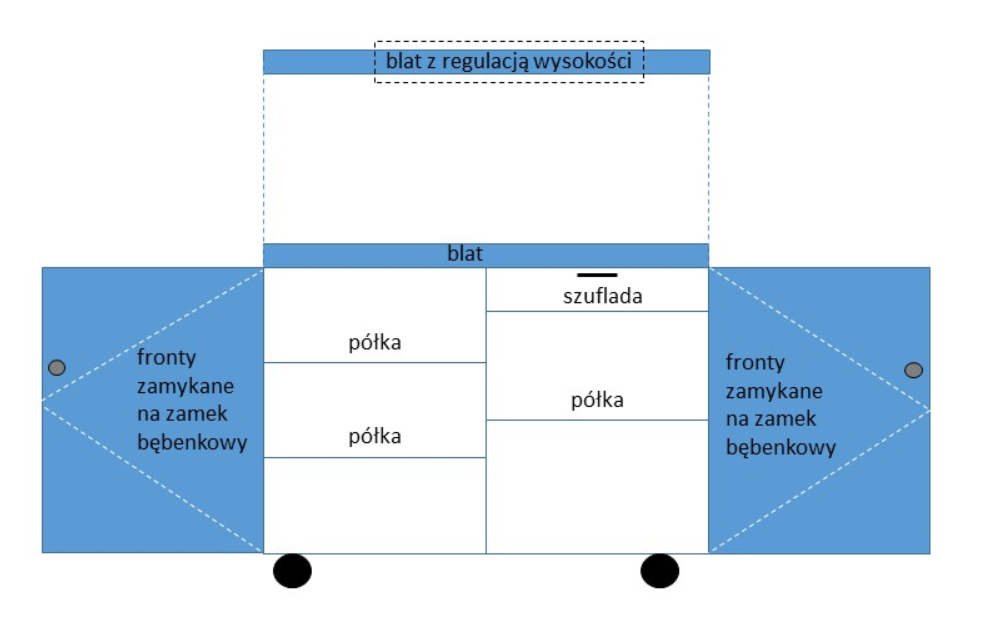 blat z regulacją wysokości
blat
szuflada
półka
półka
półka
fronty
zamykane
na zamek
bębenkowy
fronty
zamykane
na zamek
bębenkowy